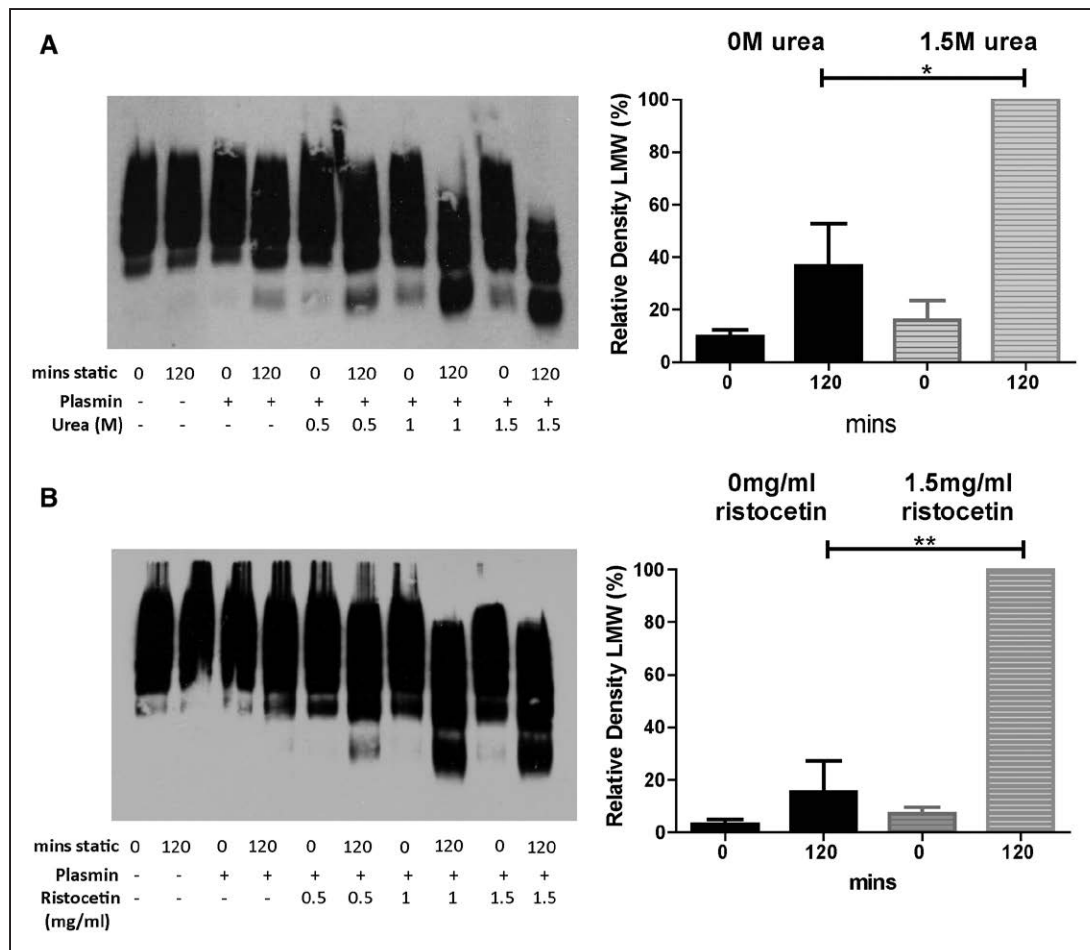 A
0M urea 1.5M urea
*
Relative Density LMW (%)
100
80
60
40
20
0
0 120 0 120
mins
mins static 0 120 0 120 0 120 0 120 0 120
Plasmin - - + + + + + + + +
Urea (M) - - - - 0.5 0.5 1 1 1.5 1.5
B
0mg/ml 1.5mg/ml
ristocetin ristocetin
**
Relative Density LMW (%)
100
80
60
40
20
0
0 120 0 120
mins
mins static 0 120 0 120 0 120 0 120 0 120
Plasmin - - + + + + + + + +
Ristocetin - - - - 0.5 0.5 1 1 1.5 1.5
(mg/ml)